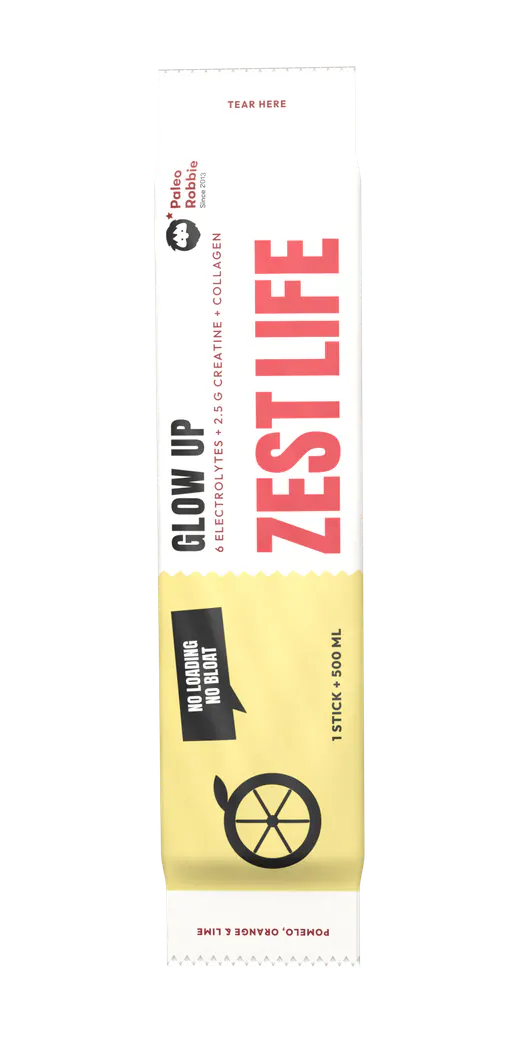 TEAR HERE
Paleo
Robbie
Since 2013
GLOW UP
6 ELECTROLYTES + 2.5 G CREATINE + COLLAGEN
ZEST LIFE
NO LOADING
NO BLOAT
1 STICK + 500 ML
POMELO, ORANGE & LIME